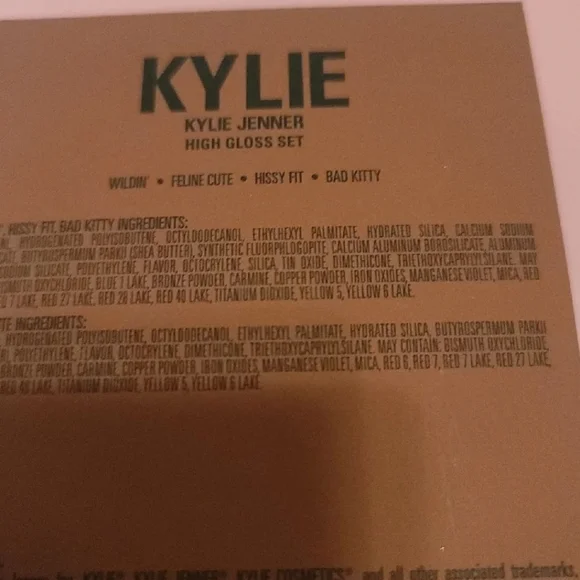 KYLIE
KYLIE JENNER
HIGH GLOSS SET
WILDIN' • FELINE CUTE • HISSY FIT • BAD KITTY
HISSY FIT, BAD KITTY INGREDIENTS:
HYDROGENATED POLYISOBUTENE, OCTYLDODECANOL, ETHYLHEXYL PALMITATE, HYDRATED SILICA, CALCIUM SODIUM
BUTYROSPERMUM PARKII (SHEA BUTTER), SYNTHETIC FLUORPHLOGOPITE, CALCIUM ALUMINUM BOROSILICATE, ALUMINUM
SILICATE, POLYETHYLENE, FLAVOR, OCTOCRYLENE, SILICA, TIN OXIDE, DIMETHICONE, TRIETHOXYCAPRYLYLSILANE. MAY
OXYCHLORIDE, BLUE 1 LAKE, BRONZE POWDER, CARMINE, COPPER POWDER, IRON OXIDES, MANGANESE VIOLET, MICA, RED
7 LAKE, RED 27 LAKE, RED 28 LAKE, RED 40 LAKE, TITANIUM DIOXIDE, YELLOW 5, YELLOW 6 LAKE.
INGREDIENTS:
HYDROGENATED POLYISOBUTENE, OCTYLDODECANOL, ETHYLHEXYL PALMITATE, HYDRATED SILICA, BUTYROSPERMUM PARKII
POLYETHYLENE, FLAVOR, OCTOCRYLENE, DIMETHICONE, TRIETHOXYCAPRYLYLSILANE. MAY CONTAIN: BISMUTH OXYCHLORIDE,
BRONZE POWDER, CARMINE, COPPER POWDER, IRON OXIDES, MANGANESE VIOLET, MICA, RED 6, RED 7, RED 7 LAKE, RED 27 LAKE,
RED 40 LAKE, TITANIUM DIOXIDE, YELLOW 5, YELLOW 6 LAKE.
KYLIE® KYLIE JENNER® KYLIE COSMETICS® and all other associated trademarks,